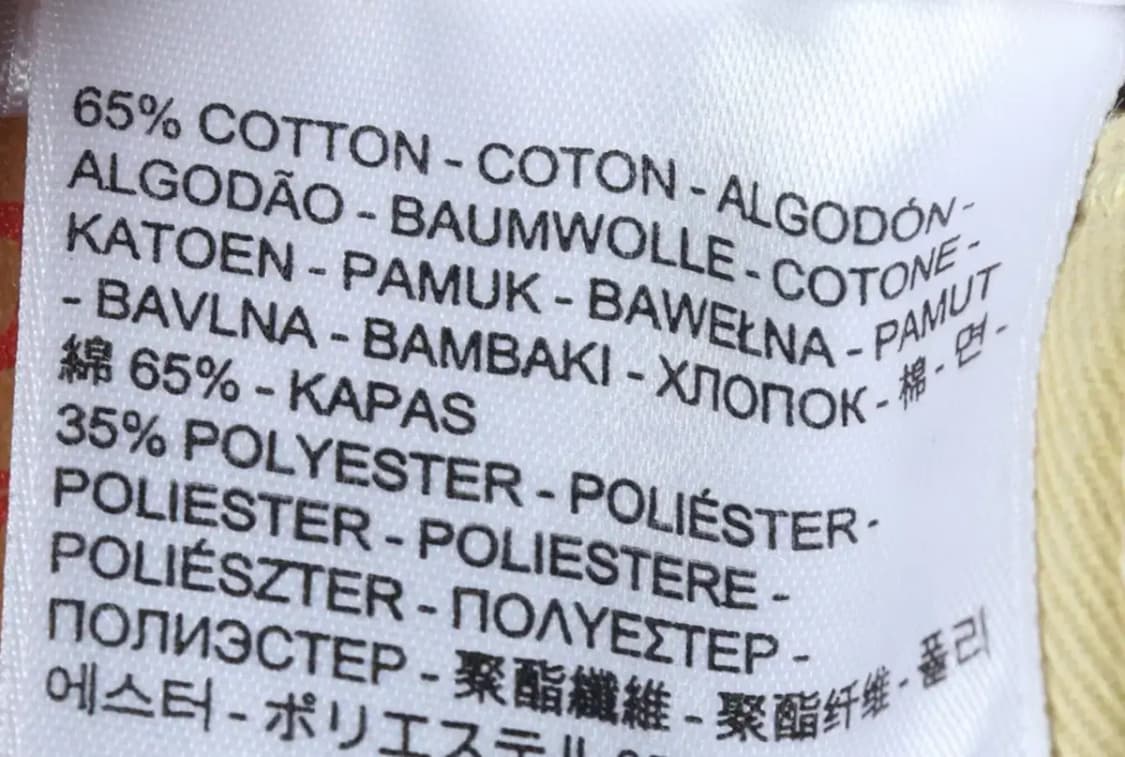 65% COTTON - COTON - ALGODÓN -
ALGODÃO - BAUMWOLLE - COTONE -
KATOEN - PAMUK - BAWEŁNA - PAMUT
- BAVLNA - BAMBAKI - ХЛОПОК - 棉 - 면 -
綿 65% - KAPAS
35% POLYESTER - POLIÉSTER -
POLIESTER - POLIESTERE -
POLIÉSZTER - ΠΟΛΥΕΣΤΕΡ -
ПОЛИЭСТЕР - 聚酯纖維 - 聚酯纤维 - 폴리
에스터 - ポリエステル